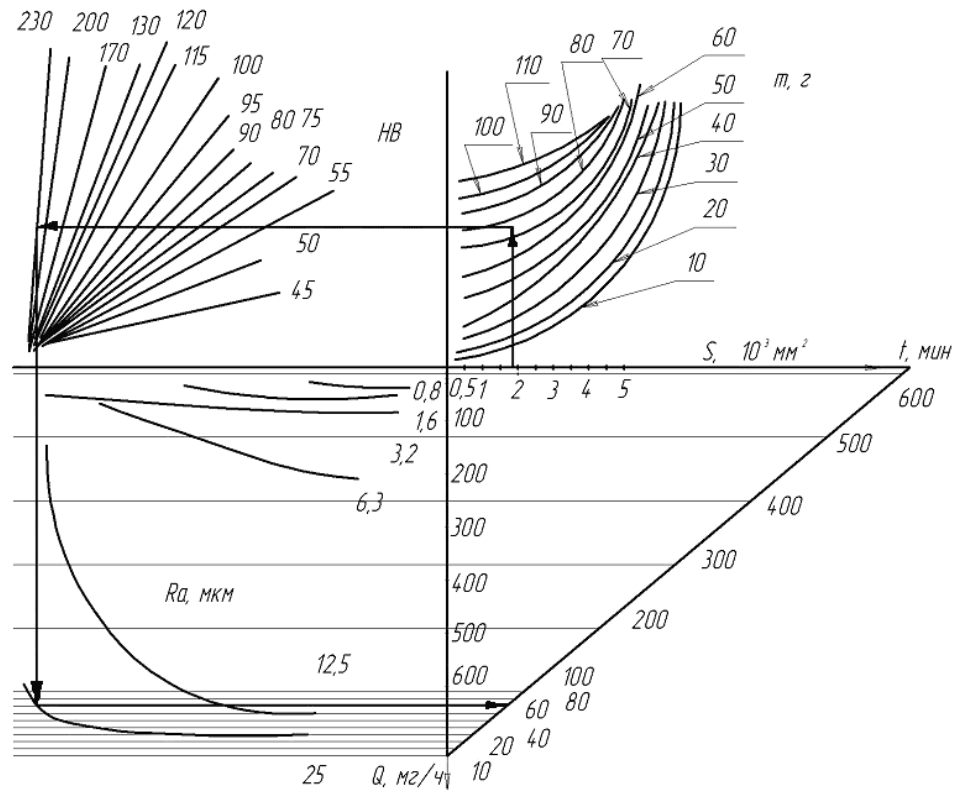 230 200 170 130 120 115 100 95 90 80 75 70 55 50 45
HB
110 100 90 80 70 60 50 40 30 20 10
m, г
S, 10³ мм²
t, мин
0,5 1 2 3 4 5
0,8 1,6 3,2 6,3 12,5 25
Ra, мкм
100 200 300 400 500 600
Q, мг/ч
600 500 400 300 200 100 80 60 40 20 10